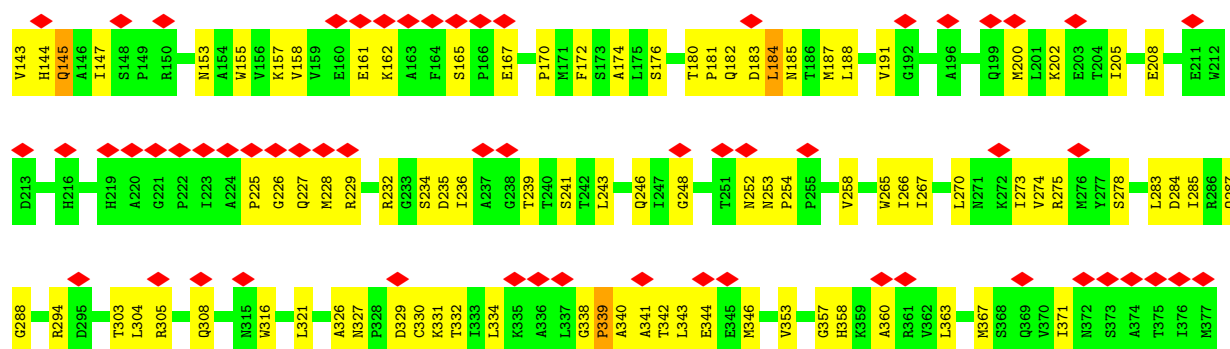 V143 H144 Q145 A146 I147 S148 P149 R150 N153 A154 W155 V156 K157 V158 V159 E160 E161 K162 A163 F164 S165 P166 E167 P170 M171 F172 S173 A174 L175 S176 T180 P181 Q182 D183 L184 N185 T186 M187 L188 V191 G192 A196 Q199 M200 L201 K202 E203 T204 I205 E208 E211 W212
D213 H216 H219 A220 G221 P222 I223 A224 P225 G226 Q227 M228 R229 R232 G233 S234 D235 I236 A237 G238 T239 T240 S241 T242 L243 Q246 I247 G248 T251 N252 N253 P254 P255 V258 W265 I266 I267 L270 N271 K272 I273 V274 R275 M276 Y277 S278 L283 D284 I285 R286
G288 R294 D295 T303 L304 R305 Q308 N315 W316 L321 A326 N327 P328 D329 C330 K331 T332 I333 L334 K335 A336 L337 G338 P339 A340 A341 T342 L343 E344 E345 M346 V353 G357 H358 K359 A360 R361 V362 L363 M367 S368 Q369 V370 I371 N372 S373 A374 T375 I376 M377